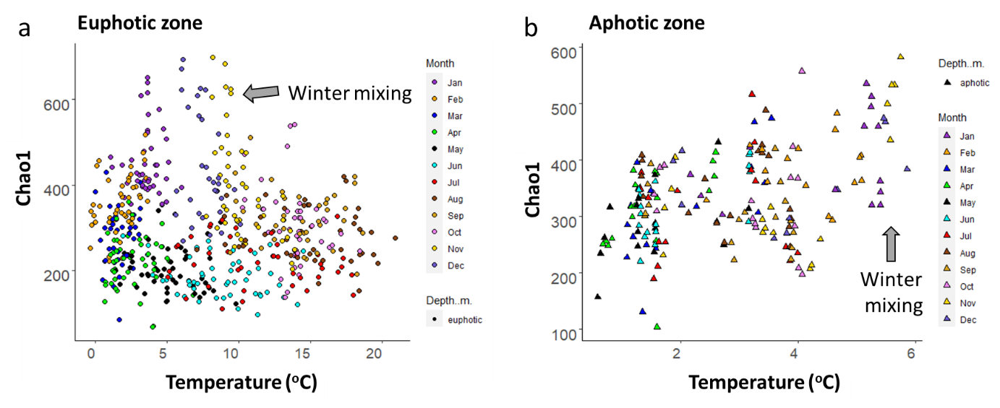 a
Euphotic zone
Chao1
600
400
200
0
5
10
15
20
Temperature (ºC)
Winter mixing
Month
Jan
Feb
Mar
Apr
May
Jun
Jul
Aug
Sep
Oct
Nov
Dec
Depth..m.
euphotic
b
Aphotic zone
Chao1
600
500
400
300
200
100
2
4
6
Temperature (ºC)
Winter
mixing
Depth..m.
aphotic
Month
Jan
Feb
Mar
Apr
May
Jun
Jul
Aug
Sep
Oct
Nov
Dec